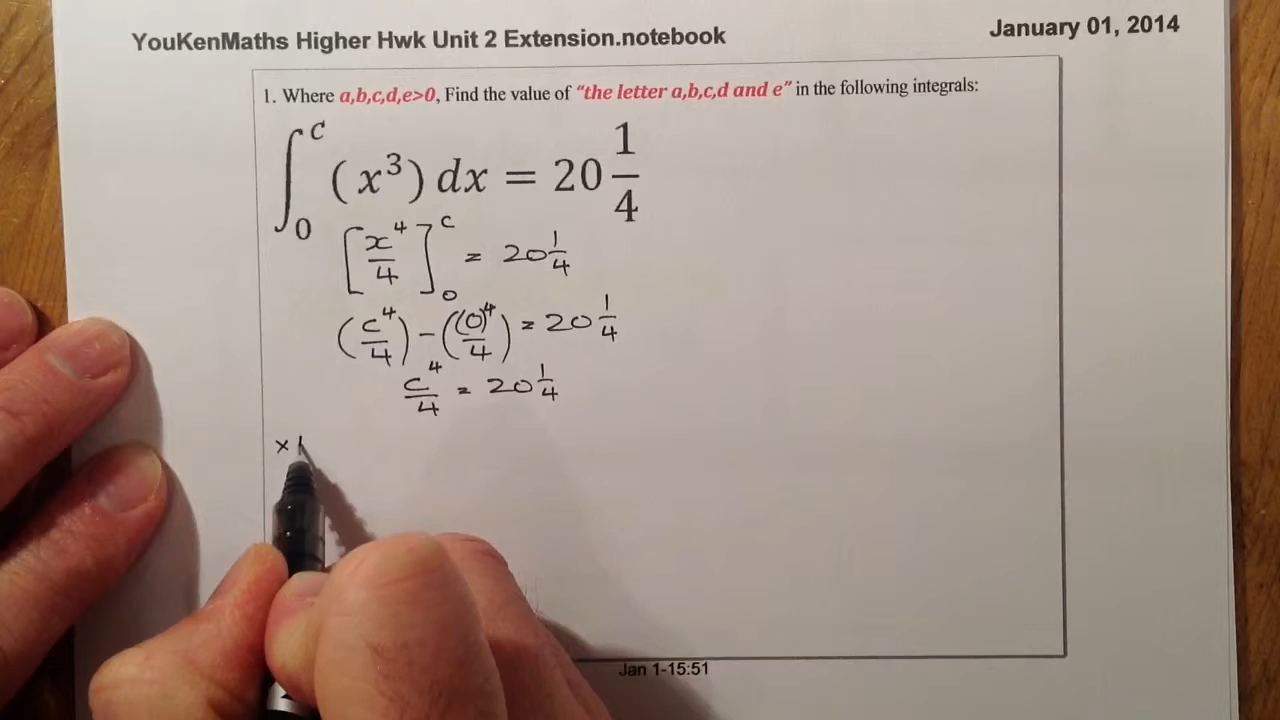 YouKenMaths Higher Hwk Unit 2 Extension.notebook
January 01, 2014
1. Where a,b,c,d,e>0, Find the value of “the letter a,b,c,d and e” in the following integrals:
∫₀ᶜ (x³) dx = 20 1/4
[x⁴/4]₀ᶜ = 20 1/4
(c⁴/4) - ((0)⁴/4) = 20 1/4
c⁴/4 = 20 1/4
×
Jan 1-15:51